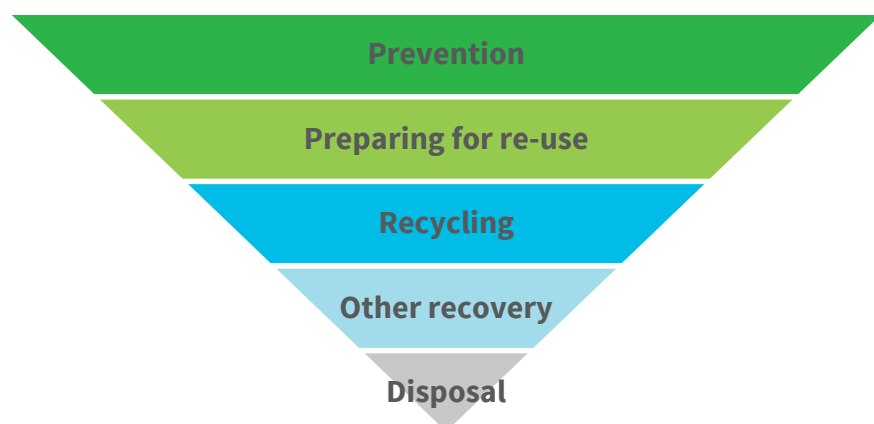 Prevention
Preparing for re-use
Recycling
Other recovery
Disposal